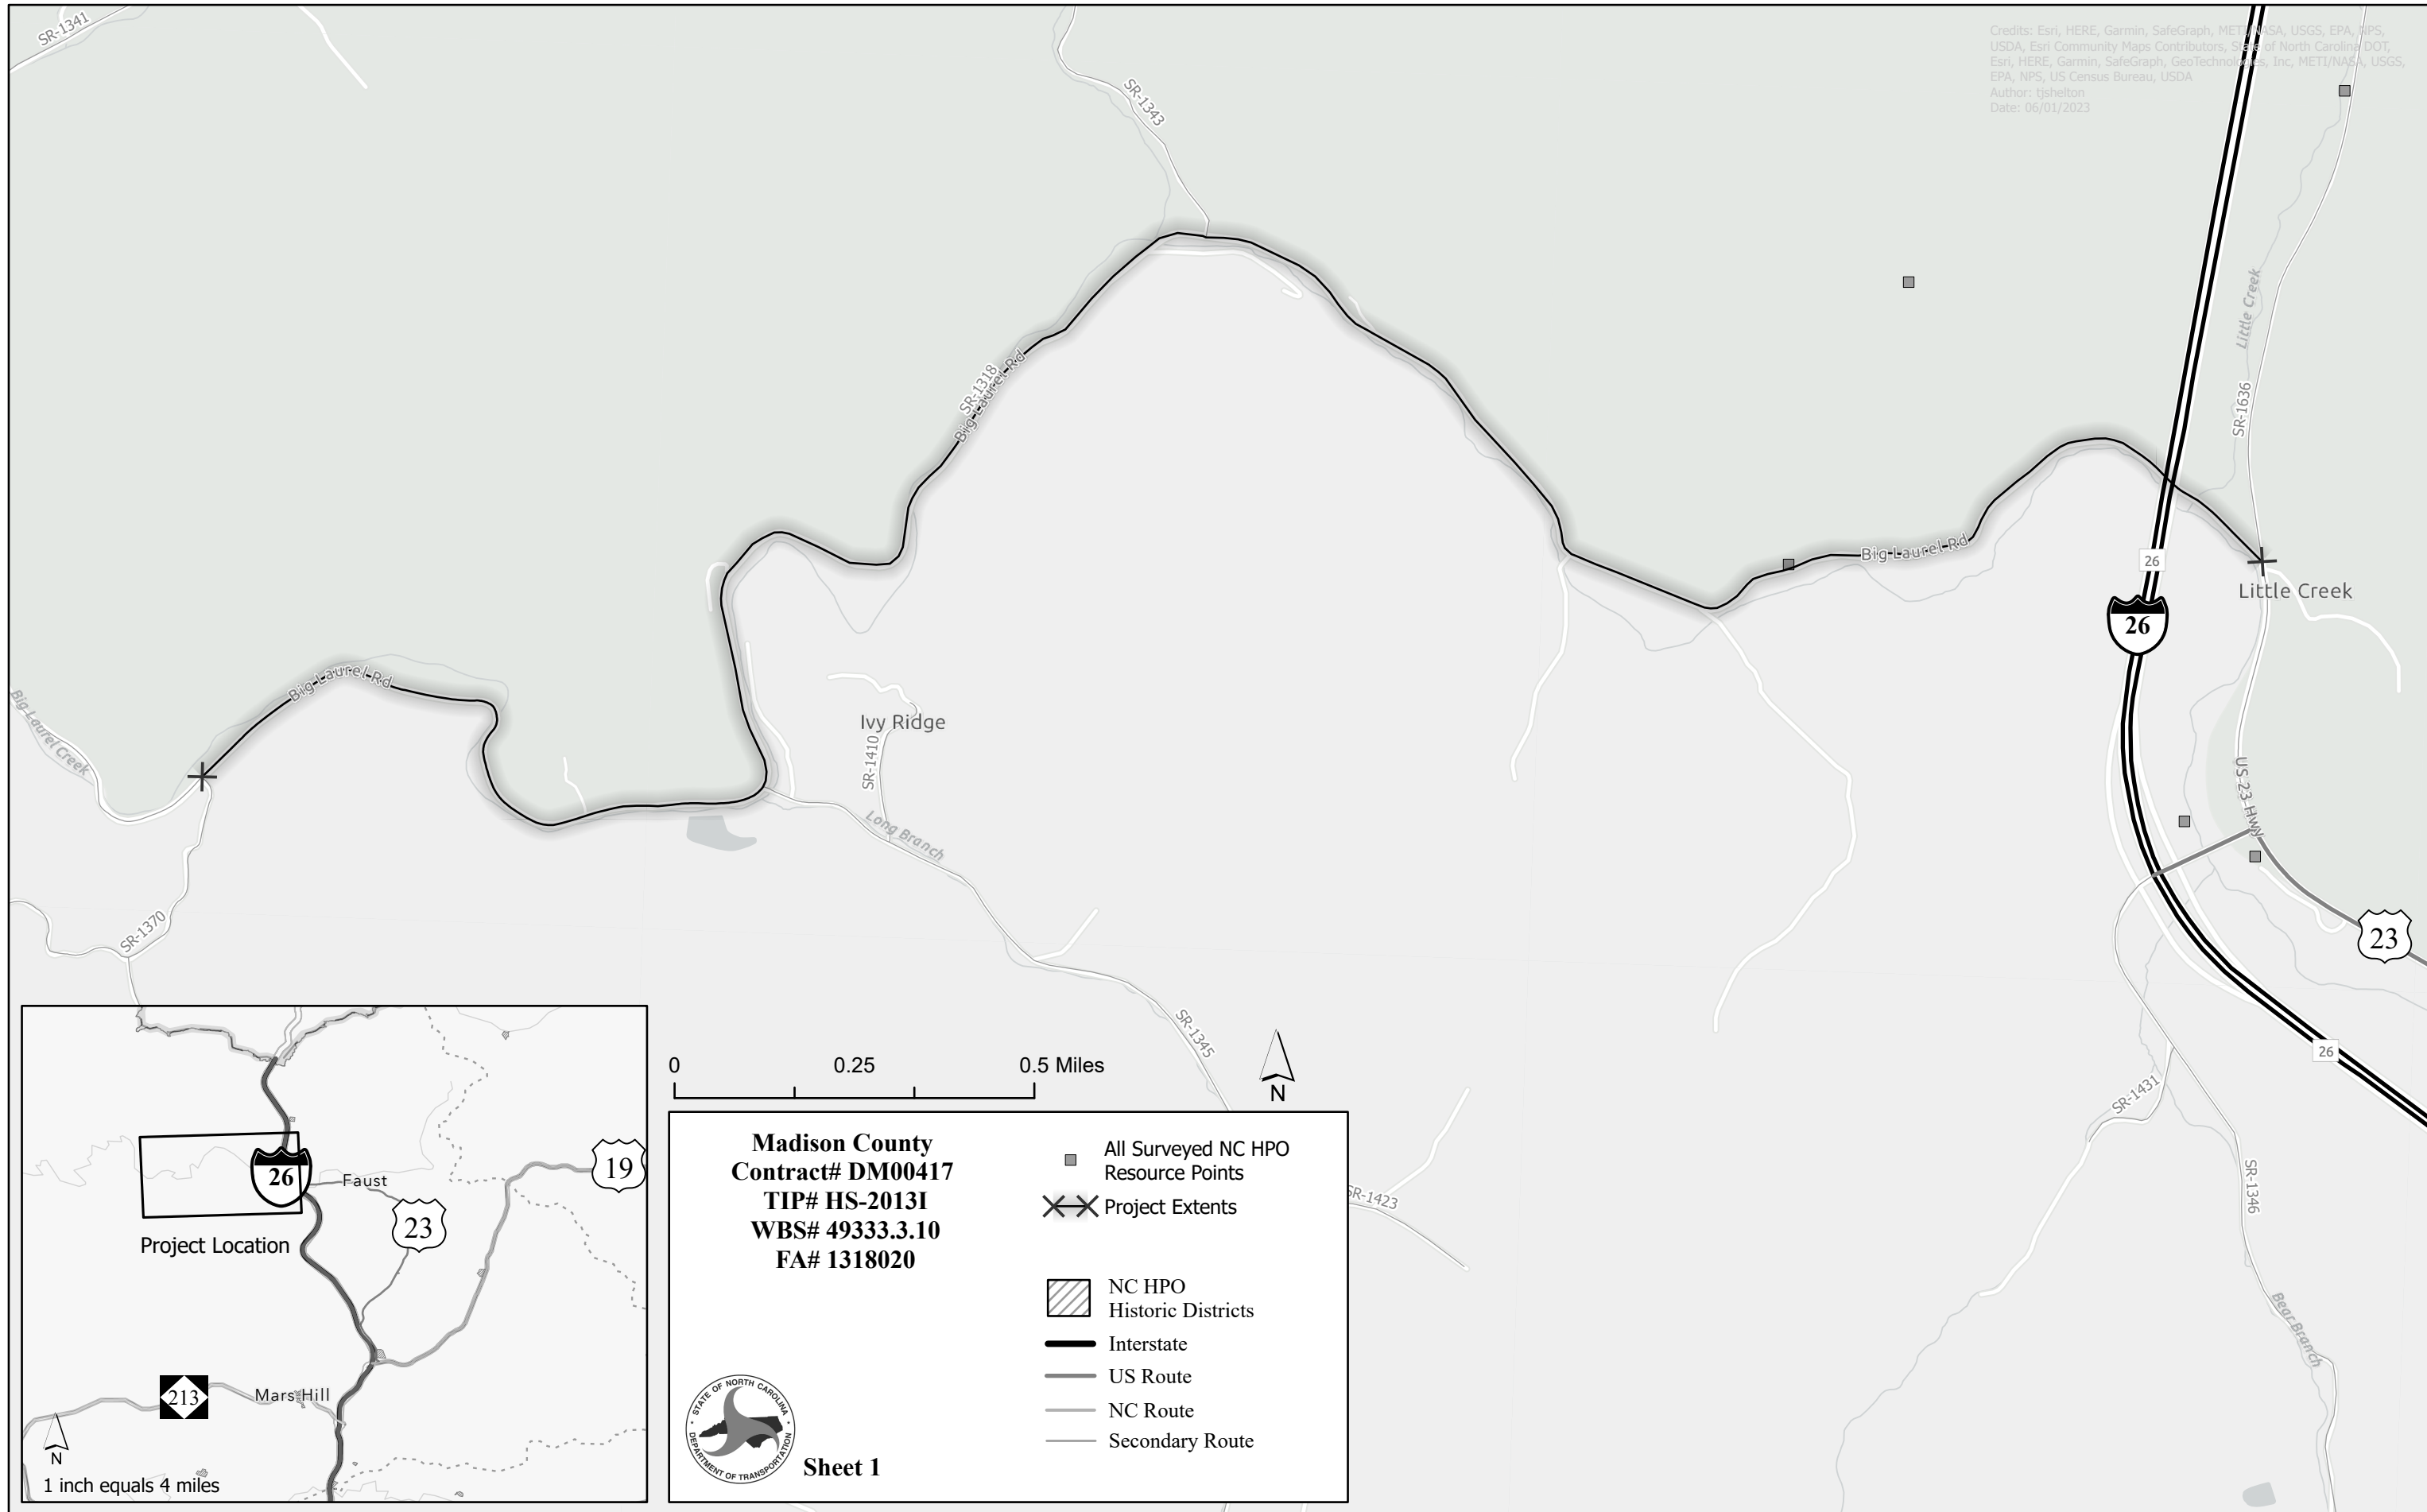 SR-1341
Credits: Esri, HERE, Garmin, SafeGraph, METI/NASA, USGS, EPA, NPS,
USDA, Esri Community Maps Contributors, State of North Carolina DOT,
Esri, HERE, Garmin, SafeGraph, GeoTechnologies, Inc, METI/NASA, USGS,
EPA, NPS, US Census Bureau, USDA
Author: tjshelton
Date: 06/01/2023
SR-1343
Little Creek
SR-1318
Big Laurel Rd
SR-1636
Big Laurel Rd
26
Little Creek
26
Big Laurel Rd
Big Laurel Creek
Ivy Ridge
SR-1410
Long Branch
US-23 Hwy
SR-1370
23
SR-1345
26
SR-1431
SR-1423
SR-1346
Bear Branch
0 0.25 0.5 Miles
N
26
Faust
19
23
Project Location
213
Mars Hill
N
1 inch equals 4 miles
Madison County
Contract# DM00417
TIP# HS-2013I
WBS# 49333.3.10
FA# 1318020
STATE OF NORTH CAROLINA
DEPARTMENT OF TRANSPORTATION
Sheet 1
All Surveyed NC HPO
Resource Points
Project Extents
NC HPO
Historic Districts
Interstate
US Route
NC Route
Secondary Route